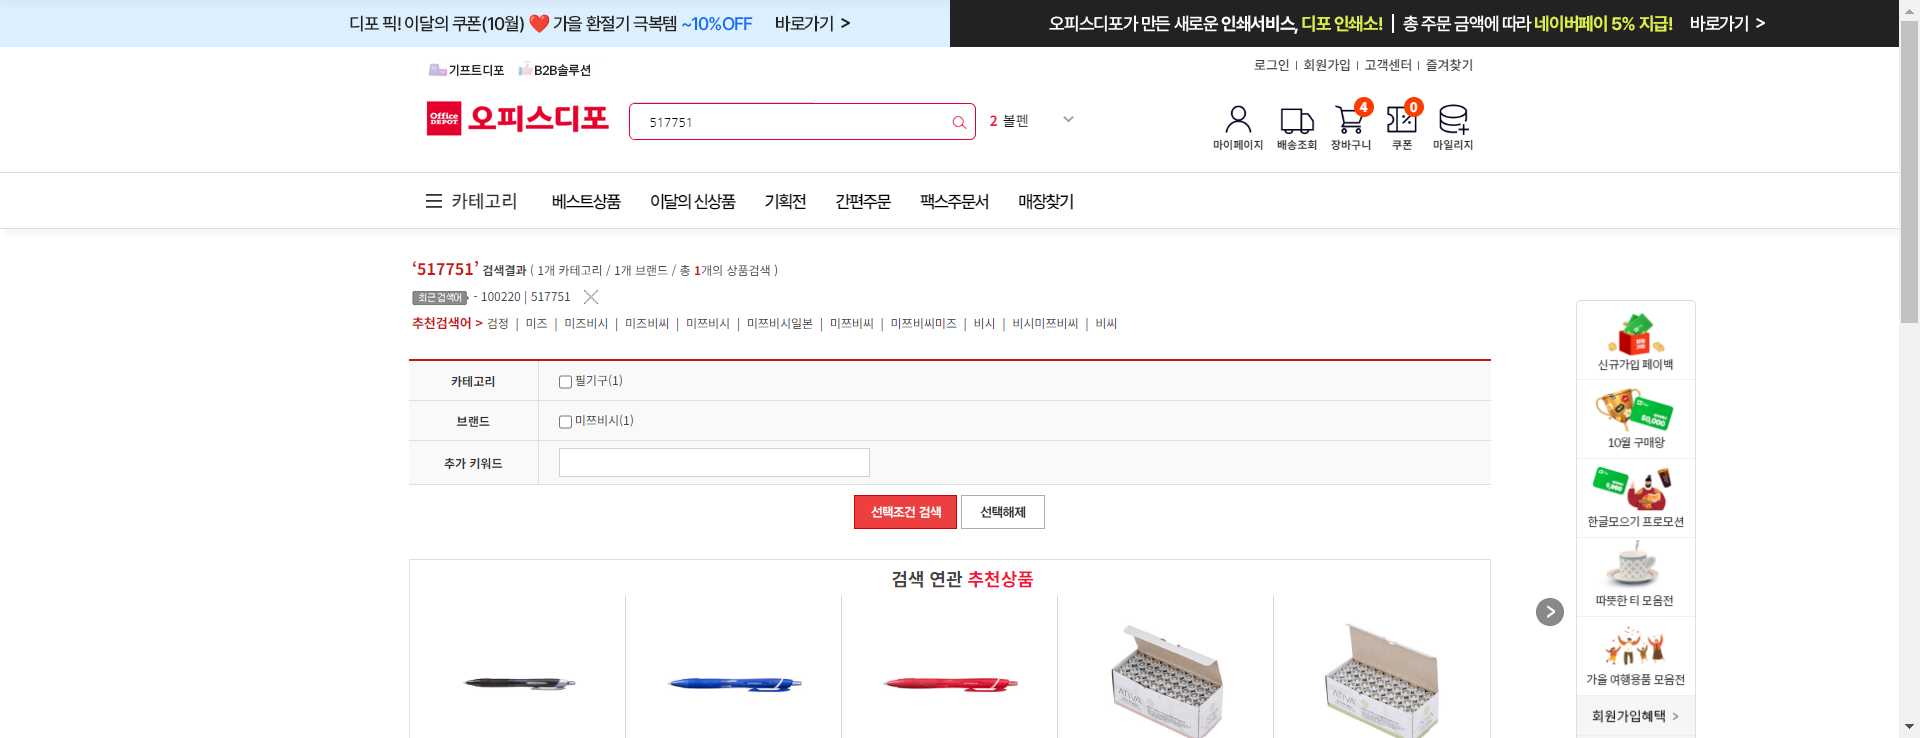 디포 픽! 이달의 쿠폰(10월) ❤️ 가을 환절기 극복템 ~10%OFF 바로가기 >
오피스디포가 만든 새로운 인쇄서비스, 디포 인쇄소! | 총 주문 금액에 따라 네이버페이 5% 지급! 바로가기 >
기프트디포 B2B솔루션
로그인 | 회원가입 | 고객센터 | 즐겨찾기
Office DEPOT 오피스디포
517751
2 볼펜
4
0
마이페이지 배송조회 장바구니 쿠폰 마일리지
카테고리 베스트상품 이달의 신상품 기획전 간편주문 팩스주문서 매장찾기
‘517751’ 검색결과 ( 1개 카테고리 / 1개 브랜드 / 총 1개의 상품검색 )
최근 검색어 - 100220 | 517751
추천검색어 > 검정 | 미즈 | 미즈비시 | 미즈비씨 | 미쯔비시 | 미쯔비시일본 | 미쯔비씨 | 미쯔비씨미즈 | 비시 | 비시미쯔비씨 | 비씨
카테고리 필기구(1)
브랜드 미쯔비시(1)
추가 키워드
선택조건 검색 선택해제
검색 연관 추천상품
ATIVA
ATIVA
신규가입 페이백
50,000
10월 구매왕
한글모으기 프로모션
따뜻한 티 모음전
가을 여행용품 모음전
회원가입혜택 >